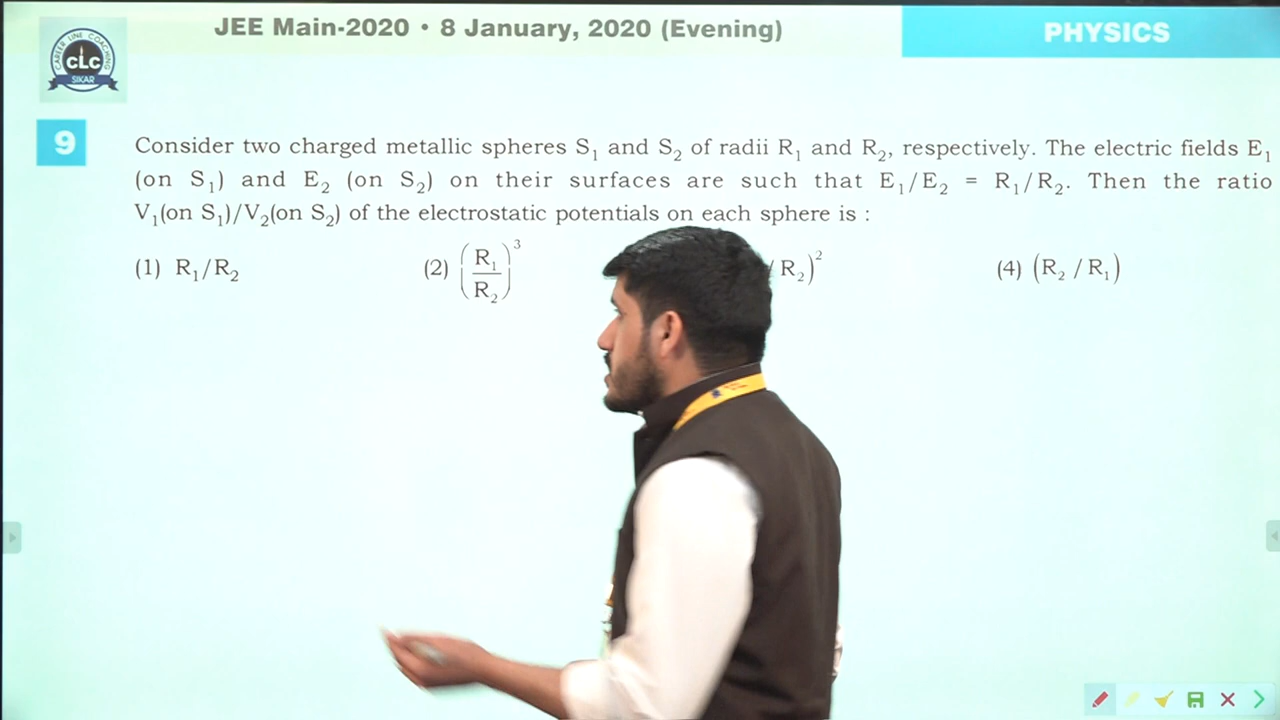 JEE Main-2020 • 8 January, 2020 (Evening)
PHYSICS
CAREER LINE COACHING
CLC
SIKAR
9
Consider two charged metallic spheres S₁ and S₂ of radii R₁ and R₂, respectively. The electric fields E₁
(on S₁) and E₂ (on S₂) on their surfaces are such that E₁/E₂ = R₁/R₂. Then the ratio
V₁(on S₁)/V₂(on S₂) of the electrostatic potentials on each sphere is :
(1) R₁/R₂ (2) (R₁/R₂)³ / R₂)² (4) (R₂ / R₁)